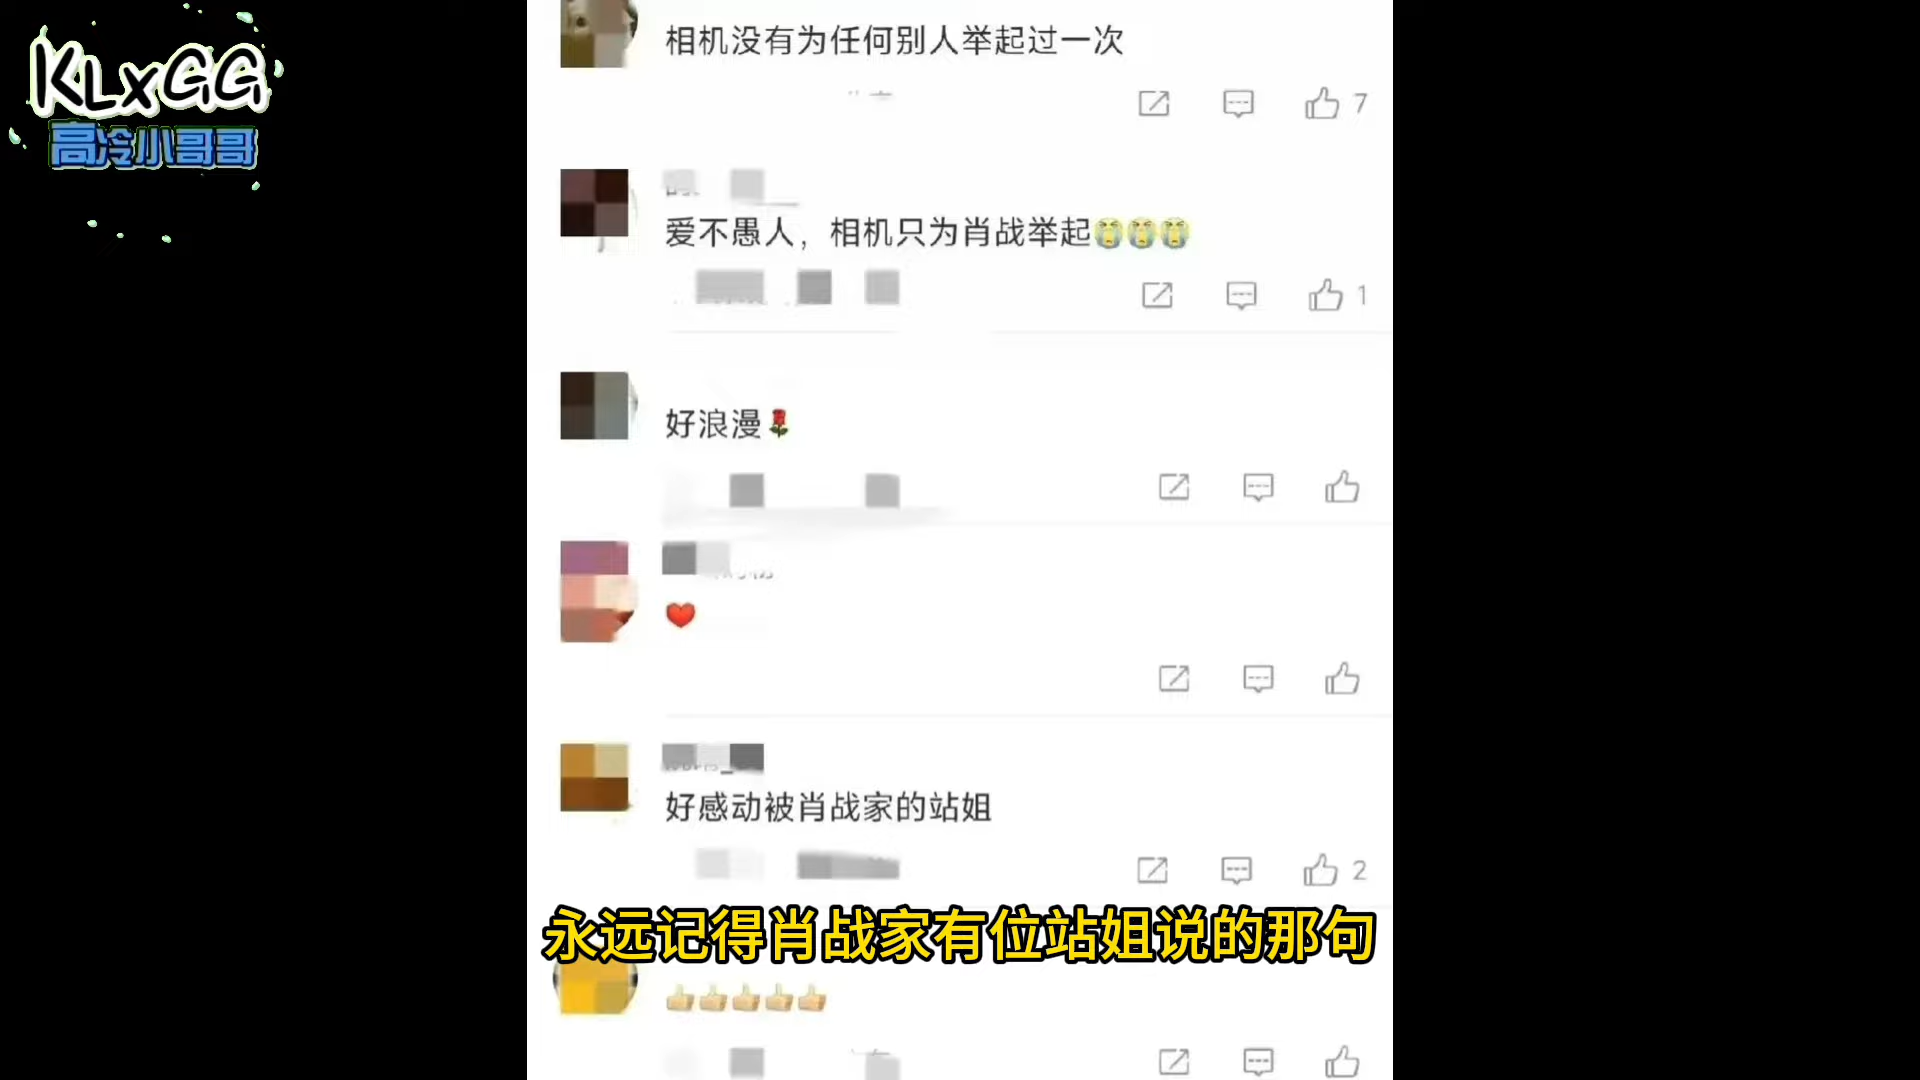 KLxGG
高冷小哥哥
相机没有为任何别人举起过一次
7
爱不愚人，相机只为肖战举起😭😭😭
1
好浪漫🌹
❤️
好感动被肖战家的站姐
2
永远记得肖战家有位站姐说的那句
👍🏻👍🏻👍🏻👍🏻👍🏻